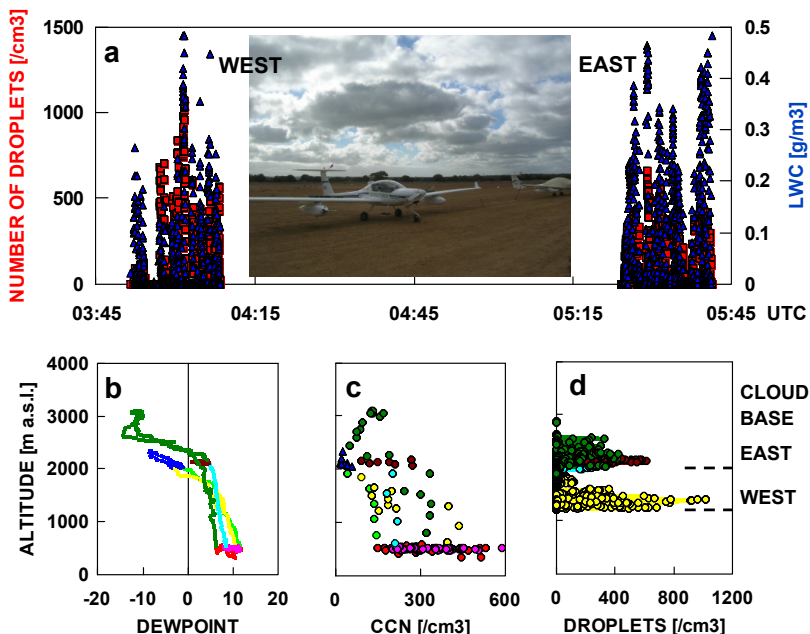 NUMBER OF DROPLETS [/cm3]
1500
1000
500
0
a
WEST
EAST
0.5
0.4
0.3
0.2
0.1
0
LWC [g/m3]
03:45
04:15
04:45
05:15
05:45
UTC
ALTITUDE [m a.s.l.]
4000
3000
2000
1000
0
b
-20
-10
0
10
20
DEWPOINT
c
0
300
600
CCN [/cm3]
d
0
400
800
1200
DROPLETS [/cm3]
CLOUD
BASE
EAST
WEST